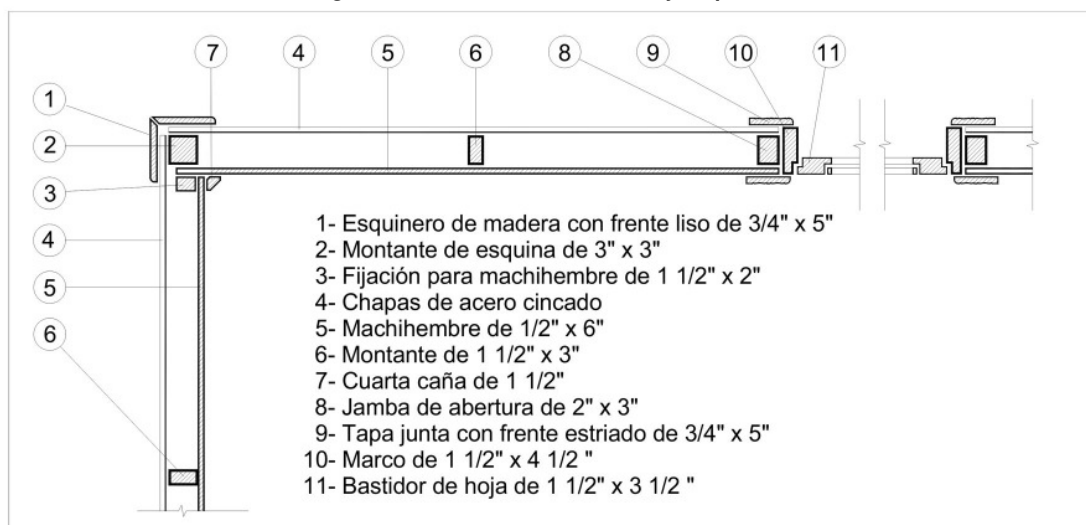 7 4 5 6 8 9 10 11
1
2
3
4
5
6
1- Esquinero de madera con frente liso de 3/4" x 5"
2- Montante de esquina de 3" x 3"
3- Fijación para machihembre de 1 1/2" x 2"
4- Chapas de acero cincado
5- Machihembre de 1/2" x 6"
6- Montante de 1 1/2" x 3"
7- Cuarta caña de 1 1/2"
8- Jamba de abertura de 2" x 3"
9- Tapa junta con frente estriado de 3/4" x 5"
10- Marco de 1 1/2" x 4 1/2 "
11- Bastidor de hoja de 1 1/2" x 3 1/2 "